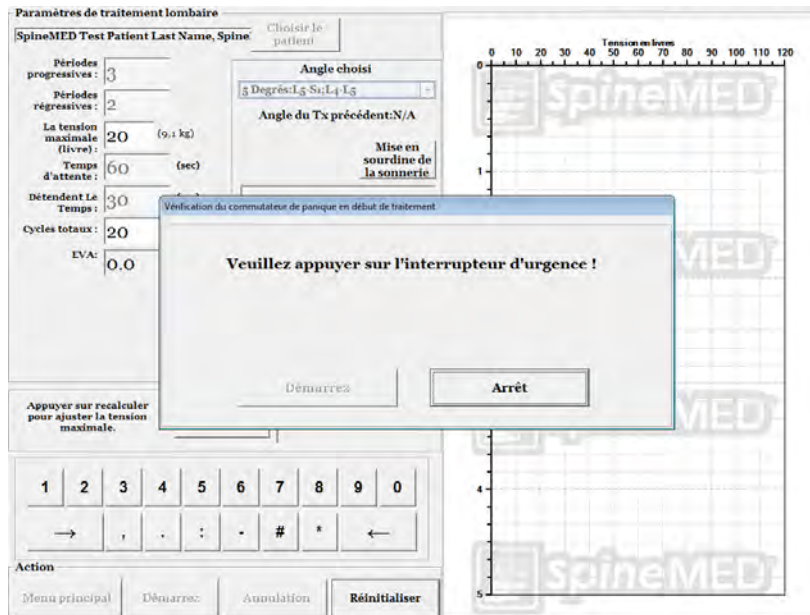 Paramètres de traitement lombaire
SpineMED Test Patient Last Name, Spine
Choisir le
patient
Périodes
progressives :
3
Périodes
régressives :
2
La tension
maximale
(livre) :
20
(9,1 kg)
Temps
d'attente :
60
(sec)
Détendent Le
Temps :
30
Cycles totaux :
20
EVA:
0.0
Angle choisi
5 Degrés:L5-S1;L4-L5
Angle du Tx précédent:N/A
Mise en
sourdine de
la sonnerie
Vérification du commutateur de panique en début de traitement
Veuillez appuyer sur l'interrupteur d'urgence !
Démarrez
Arrêt
Appuyer sur recalculer
pour ajuster la tension
maximale.
1 2 3 4 5 6 7 8 9 0
→ , . : - # * ←
Action
Menu principal
Démarrez
Annulation
Réinitialiser
Tension en livres
0 10 20 30 40 50 60 70 80 90 100 110 120
0
1
4
5
SpineMED
MED
MED
SpineMED